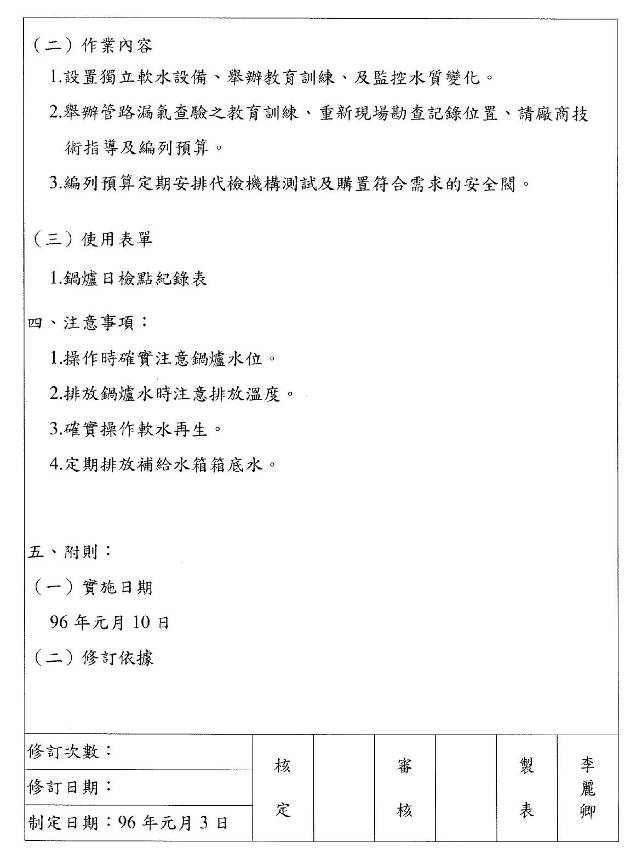 （二）作業內容
1.設置獨立軟水設備、舉辦教育訓練、及監控水質變化。
2.舉辦管路漏氣查驗之教育訓練、重新現場勘查記錄位置、請廠商技
術指導及編列預算。
3.編列預算定期安排代檢機構測試及購置符合需求的安全閥。
（三）使用表單
1.鍋爐日檢點紀錄表
四、注意事項：
1.操作時確實注意鍋爐水位。
2.排放鍋爐水時注意排放溫度。
3.確實操作軟水再生。
4.定期排放補給水箱箱底水。
五、附則：
（一）實施日期
96 年元月 10 日
（二）修訂依據
修訂次數：
修訂日期：
制定日期：96 年元月 3 日
核定
審核
製表
李麗卿